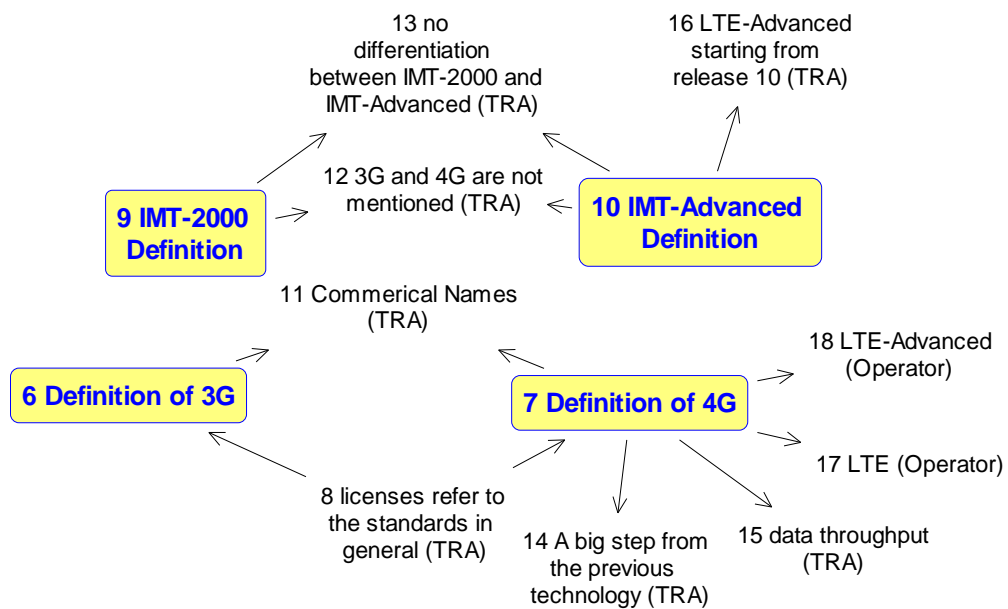 13 no
differentiation
between IMT-2000 and
IMT-Advanced (TRA)
16 LTE-Advanced
starting from
release 10 (TRA)
12 3G and 4G are not
mentioned (TRA)
9 IMT-2000
Definition
10 IMT-Advanced
Definition
11 Commerical Names
(TRA)
18 LTE-Advanced
(Operator)
6 Definition of 3G
7 Definition of 4G
17 LTE (Operator)
8 licenses refer to
the standards in
general (TRA)
14 A big step from
the previous
technology (TRA)
15 data throughput
(TRA)